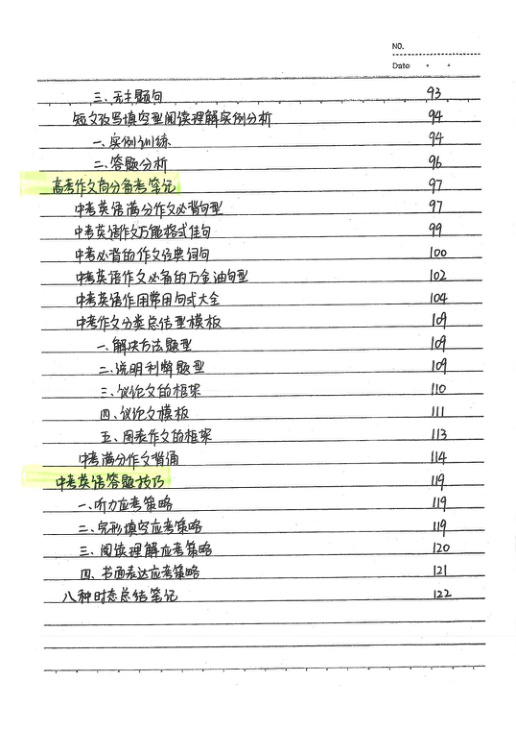 NO.
Date
三、无主题句 93
短文改写填空型阅读理解实例分析 94
一、实例训练 94
二、答题分析 96
高考作文高分备考笔记 97
中考英语满分作文必背句型 97
中考英语作文万能格式佳句 99
中考必背的作文经典词句 100
中考英语作文必备的万金油句型 102
中考英语作用常用句式大全 104
中考作文分类总结型模板 109
一、解决方法题型 109
二、说明利弊题型 109
三、议论文的框架 110
四、议论文模板 111
五、图表作文的框架 113
中考满分作文背诵 114
中考英语答题技巧 119
一、听力应考策略 119
二、完形填空应考策略 119
三、阅读理解应考策略 120
四、书面表达应考策略 121
八种时态总结笔记 122